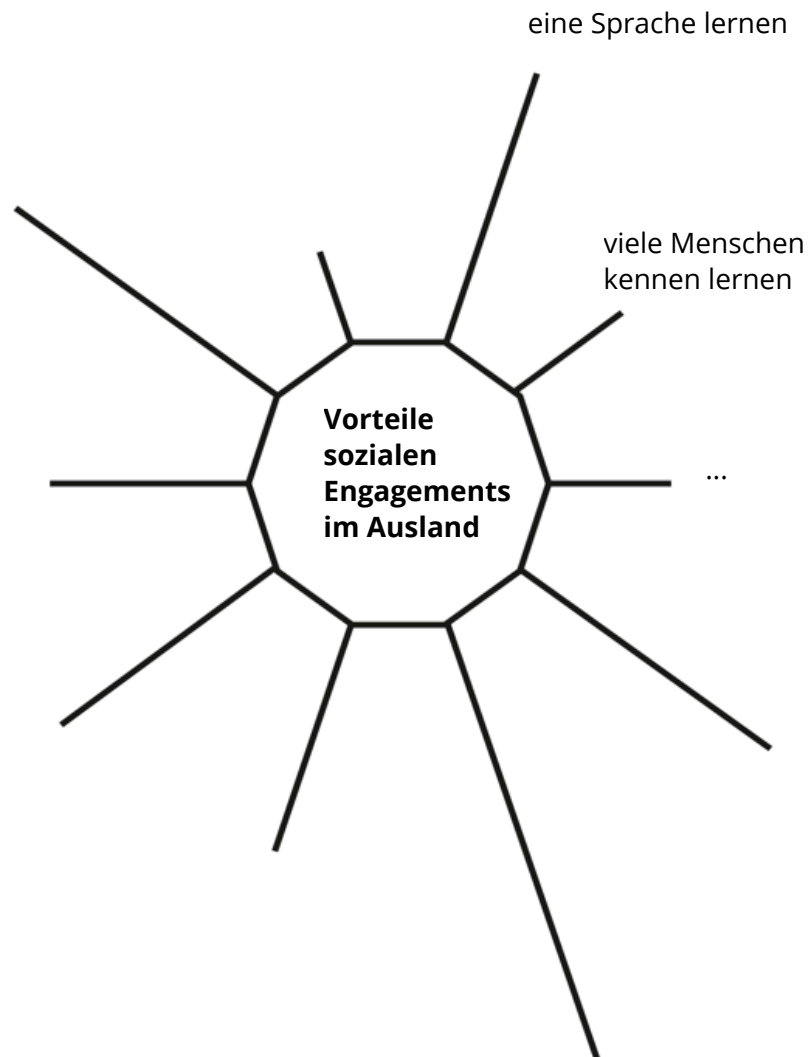 eine Sprache lernen
viele Menschen
kennen lernen
Vorteile
sozialen
Engagements
im Ausland
...